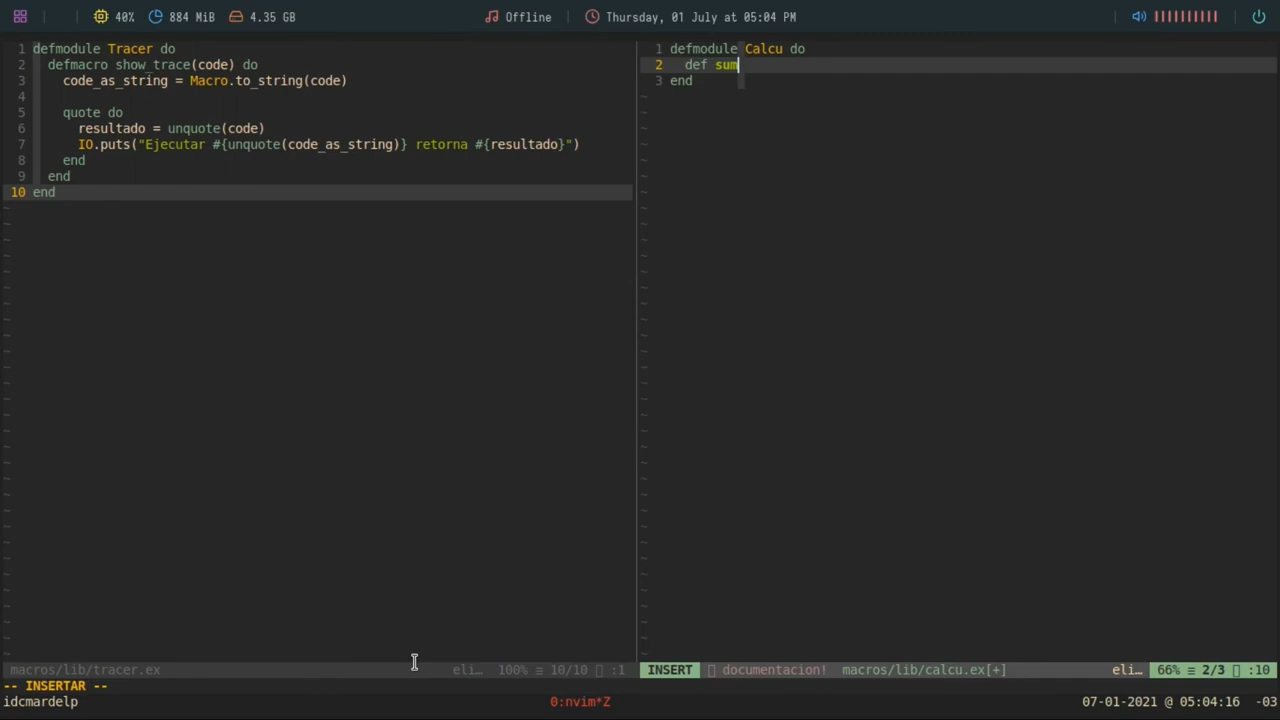 40% 884 MiB 4.35 GB Offline Thursday, 01 July at 05:04 PM
1 defmodule Tracer do
2 defmacro show_trace(code) do
3 code_as_string = Macro.to_string(code)
4
5 quote do
6 resultado = unquote(code)
7 IO.puts("Ejecutar #{unquote(code_as_string)} retorna #{resultado}")
8 end
9 end
10 end
1 defmodule Calcu do
2 def sum
3 end
macros/lib/tracer.ex eli… 100% ≡ 10/10 :1
INSERT documentacion! macros/lib/calcu.ex[+] eli… 66% ≡ 2/3 :10
-- INSERTAR --
idcmardelp 0:nvim*Z 07-01-2021 @ 05:04:16 -03